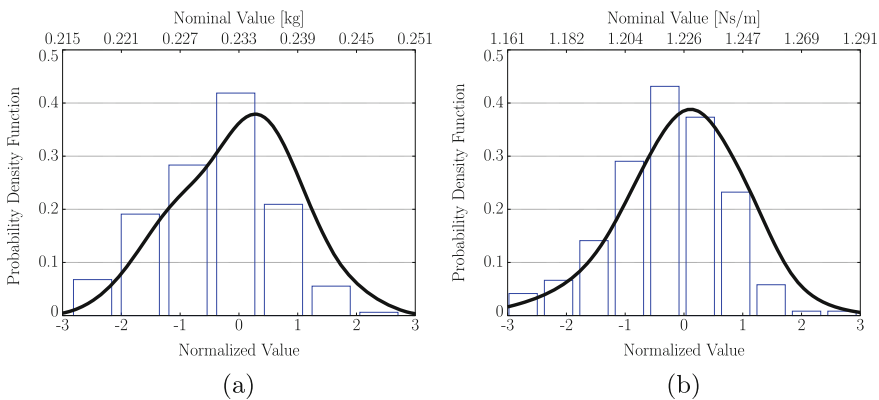 Nominal Value [kg]
0.215 0.221 0.227 0.233 0.239 0.245 0.251
0.5
0.4
0.3
0.2
0.1
0
Probability Density Function
-3 -2 -1 0 1 2 3
Normalized Value
(a)
Nominal Value [Ns/m]
1.161 1.182 1.204 1.226 1.247 1.269 1.291
0.5
0.4
0.3
0.2
0.1
0
Probability Density Function
-3 -2 -1 0 1 2 3
Normalized Value
(b)